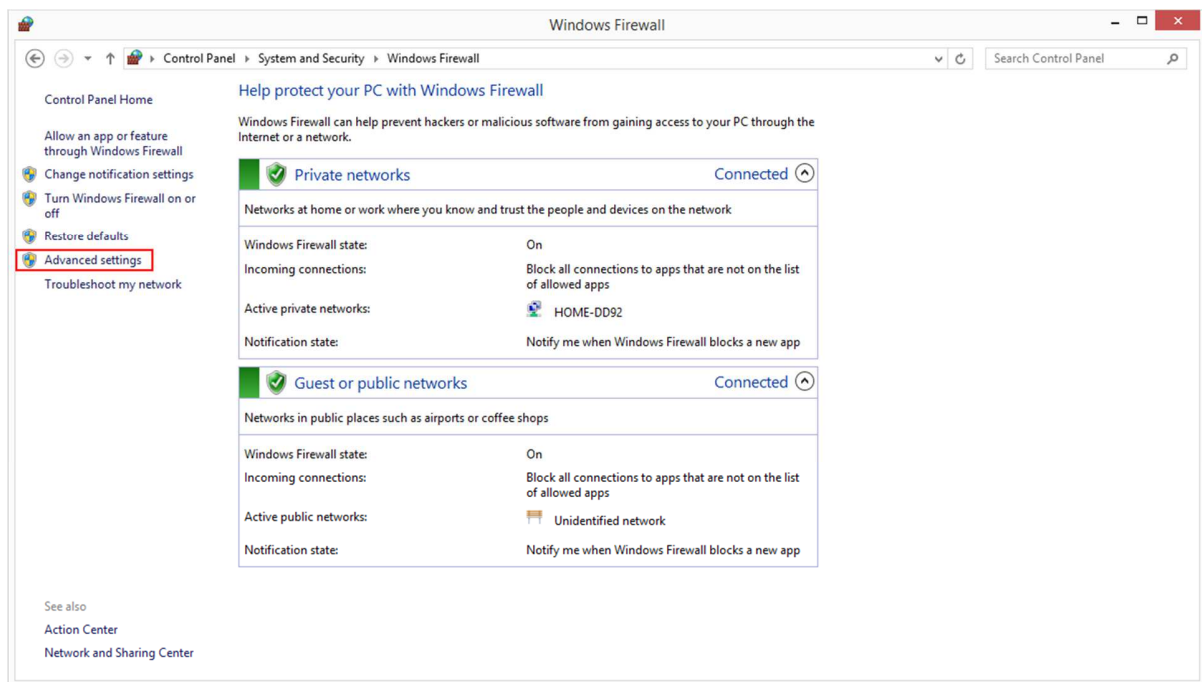 Windows Firewall
Control Panel
System and Security
Windows Firewall
Search Control Panel
Control Panel Home
Allow an app or feature
through Windows Firewall
Change notification settings
Turn Windows Firewall on or
off
Restore defaults
Advanced settings
Troubleshoot my network
See also
Action Center
Network and Sharing Center
Help protect your PC with Windows Firewall
Windows Firewall can help prevent hackers or malicious software from gaining access to your PC through the
Internet or a network.
Private networks Connected
Networks at home or work where you know and trust the people and devices on the network
Windows Firewall state: On
Incoming connections: Block all connections to apps that are not on the list
of allowed apps
Active private networks: HOME-DD92
Notification state: Notify me when Windows Firewall blocks a new app
Guest or public networks Connected
Networks in public places such as airports or coffee shops
Windows Firewall state: On
Incoming connections: Block all connections to apps that are not on the list
of allowed apps
Active public networks: Unidentified network
Notification state: Notify me when Windows Firewall blocks a new app